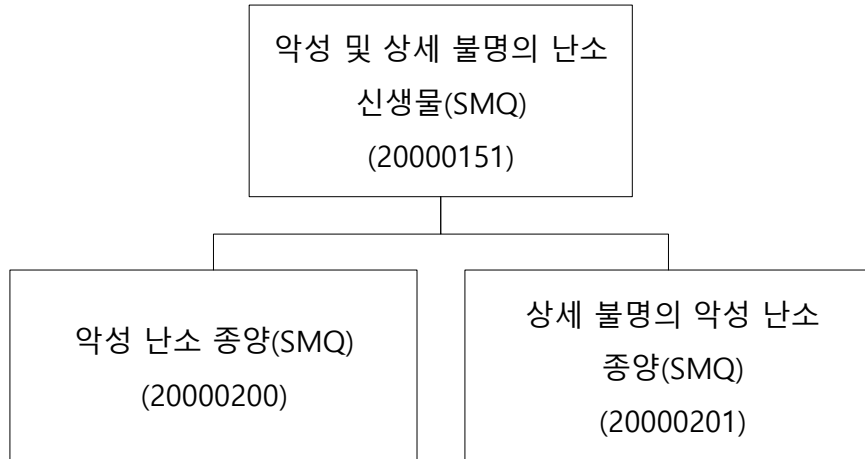 악성 및 상세 불명의 난소
신생물(SMQ)
(20000151)
악성 난소 종양(SMQ)
(20000200)
상세 불명의 악성 난소
종양(SMQ)
(20000201)